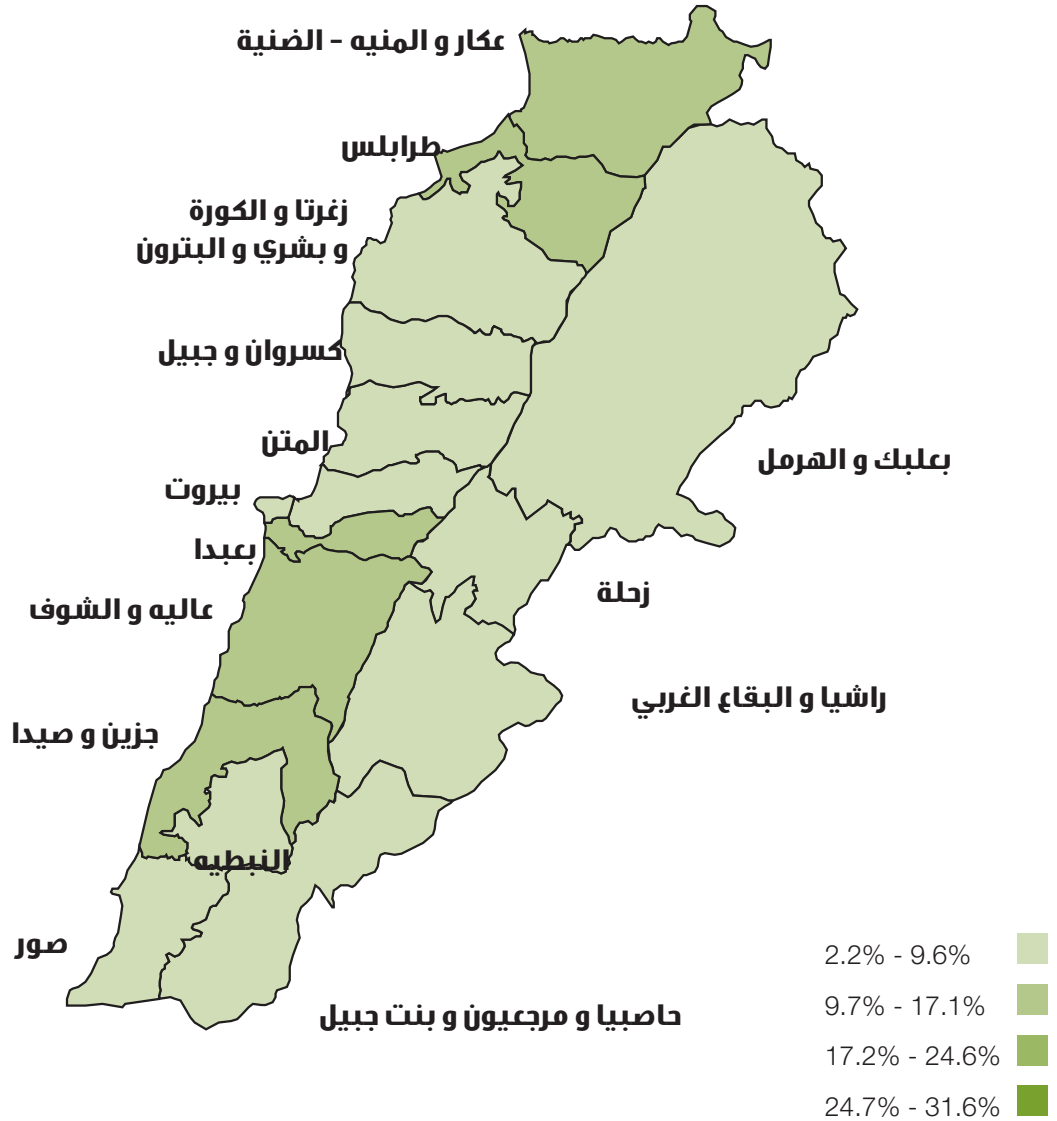 عكار و المنيه - الضنية
طرابلس
زغرتا و الكورة
و بشري و البترون
كسروان و جبيل
المتن
بعلبك و الهرمل
بيروت
بعبدا
زحلة
عاليه و الشوف
راشيا و البقاع الغربي
جزين و صيدا
النبطيه
صور
حاصبيا و مرجعيون و بنت جبيل
2.2% - 9.6%
9.7% - 17.1%
17.2% - 24.6%
24.7% - 31.6%